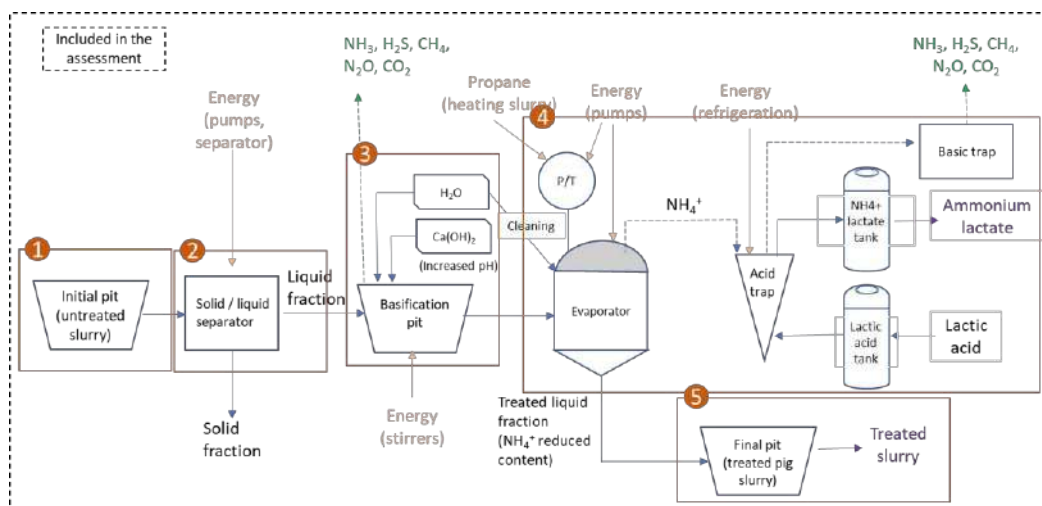 Included in the
assessment
NH₃, H₂S, CH₄,
N₂O, CO₂
NH₃, H₂S, CH₄,
N₂O, CO₂
Energy
(pumps,
separator)
Propane
(heating slurry)
Energy
(pumps)
Energy
(refrigeration)
4
3
Basic trap
P/T
H₂O
NH₄⁺
NH4+
lactate
tank
Ammonium
lactate
Cleaning
Ca(OH)₂
(Increased pH)
1
2
Liquid
fraction
Initial pit
(untreated
slurry)
Solid / liquid
separator
Basification
pit
Evaporator
Acid
trap
Lactic
acid
tank
Lactic
acid
Solid
fraction
Energy
(stirrers)
Treated liquid
fraction
(NH₄⁺ reduced
content)
5
Final pit
(treated pig
slurry)
Treated
slurry